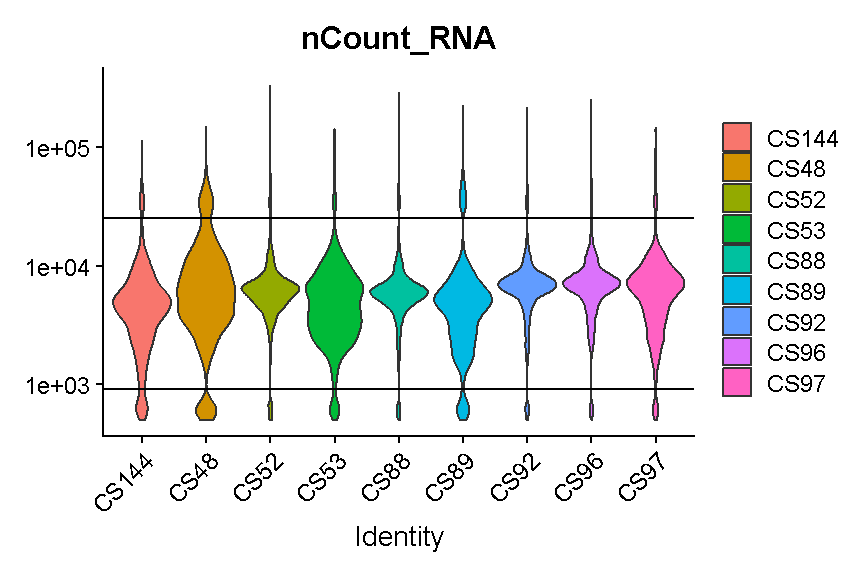 nCount_RNA
1e+05
1e+04
1e+03
CS144
CS48
CS52
CS53
CS88
CS89
CS92
CS96
CS97
Identity
CS144
CS48
CS52
CS53
CS88
CS89
CS92
CS96
CS97